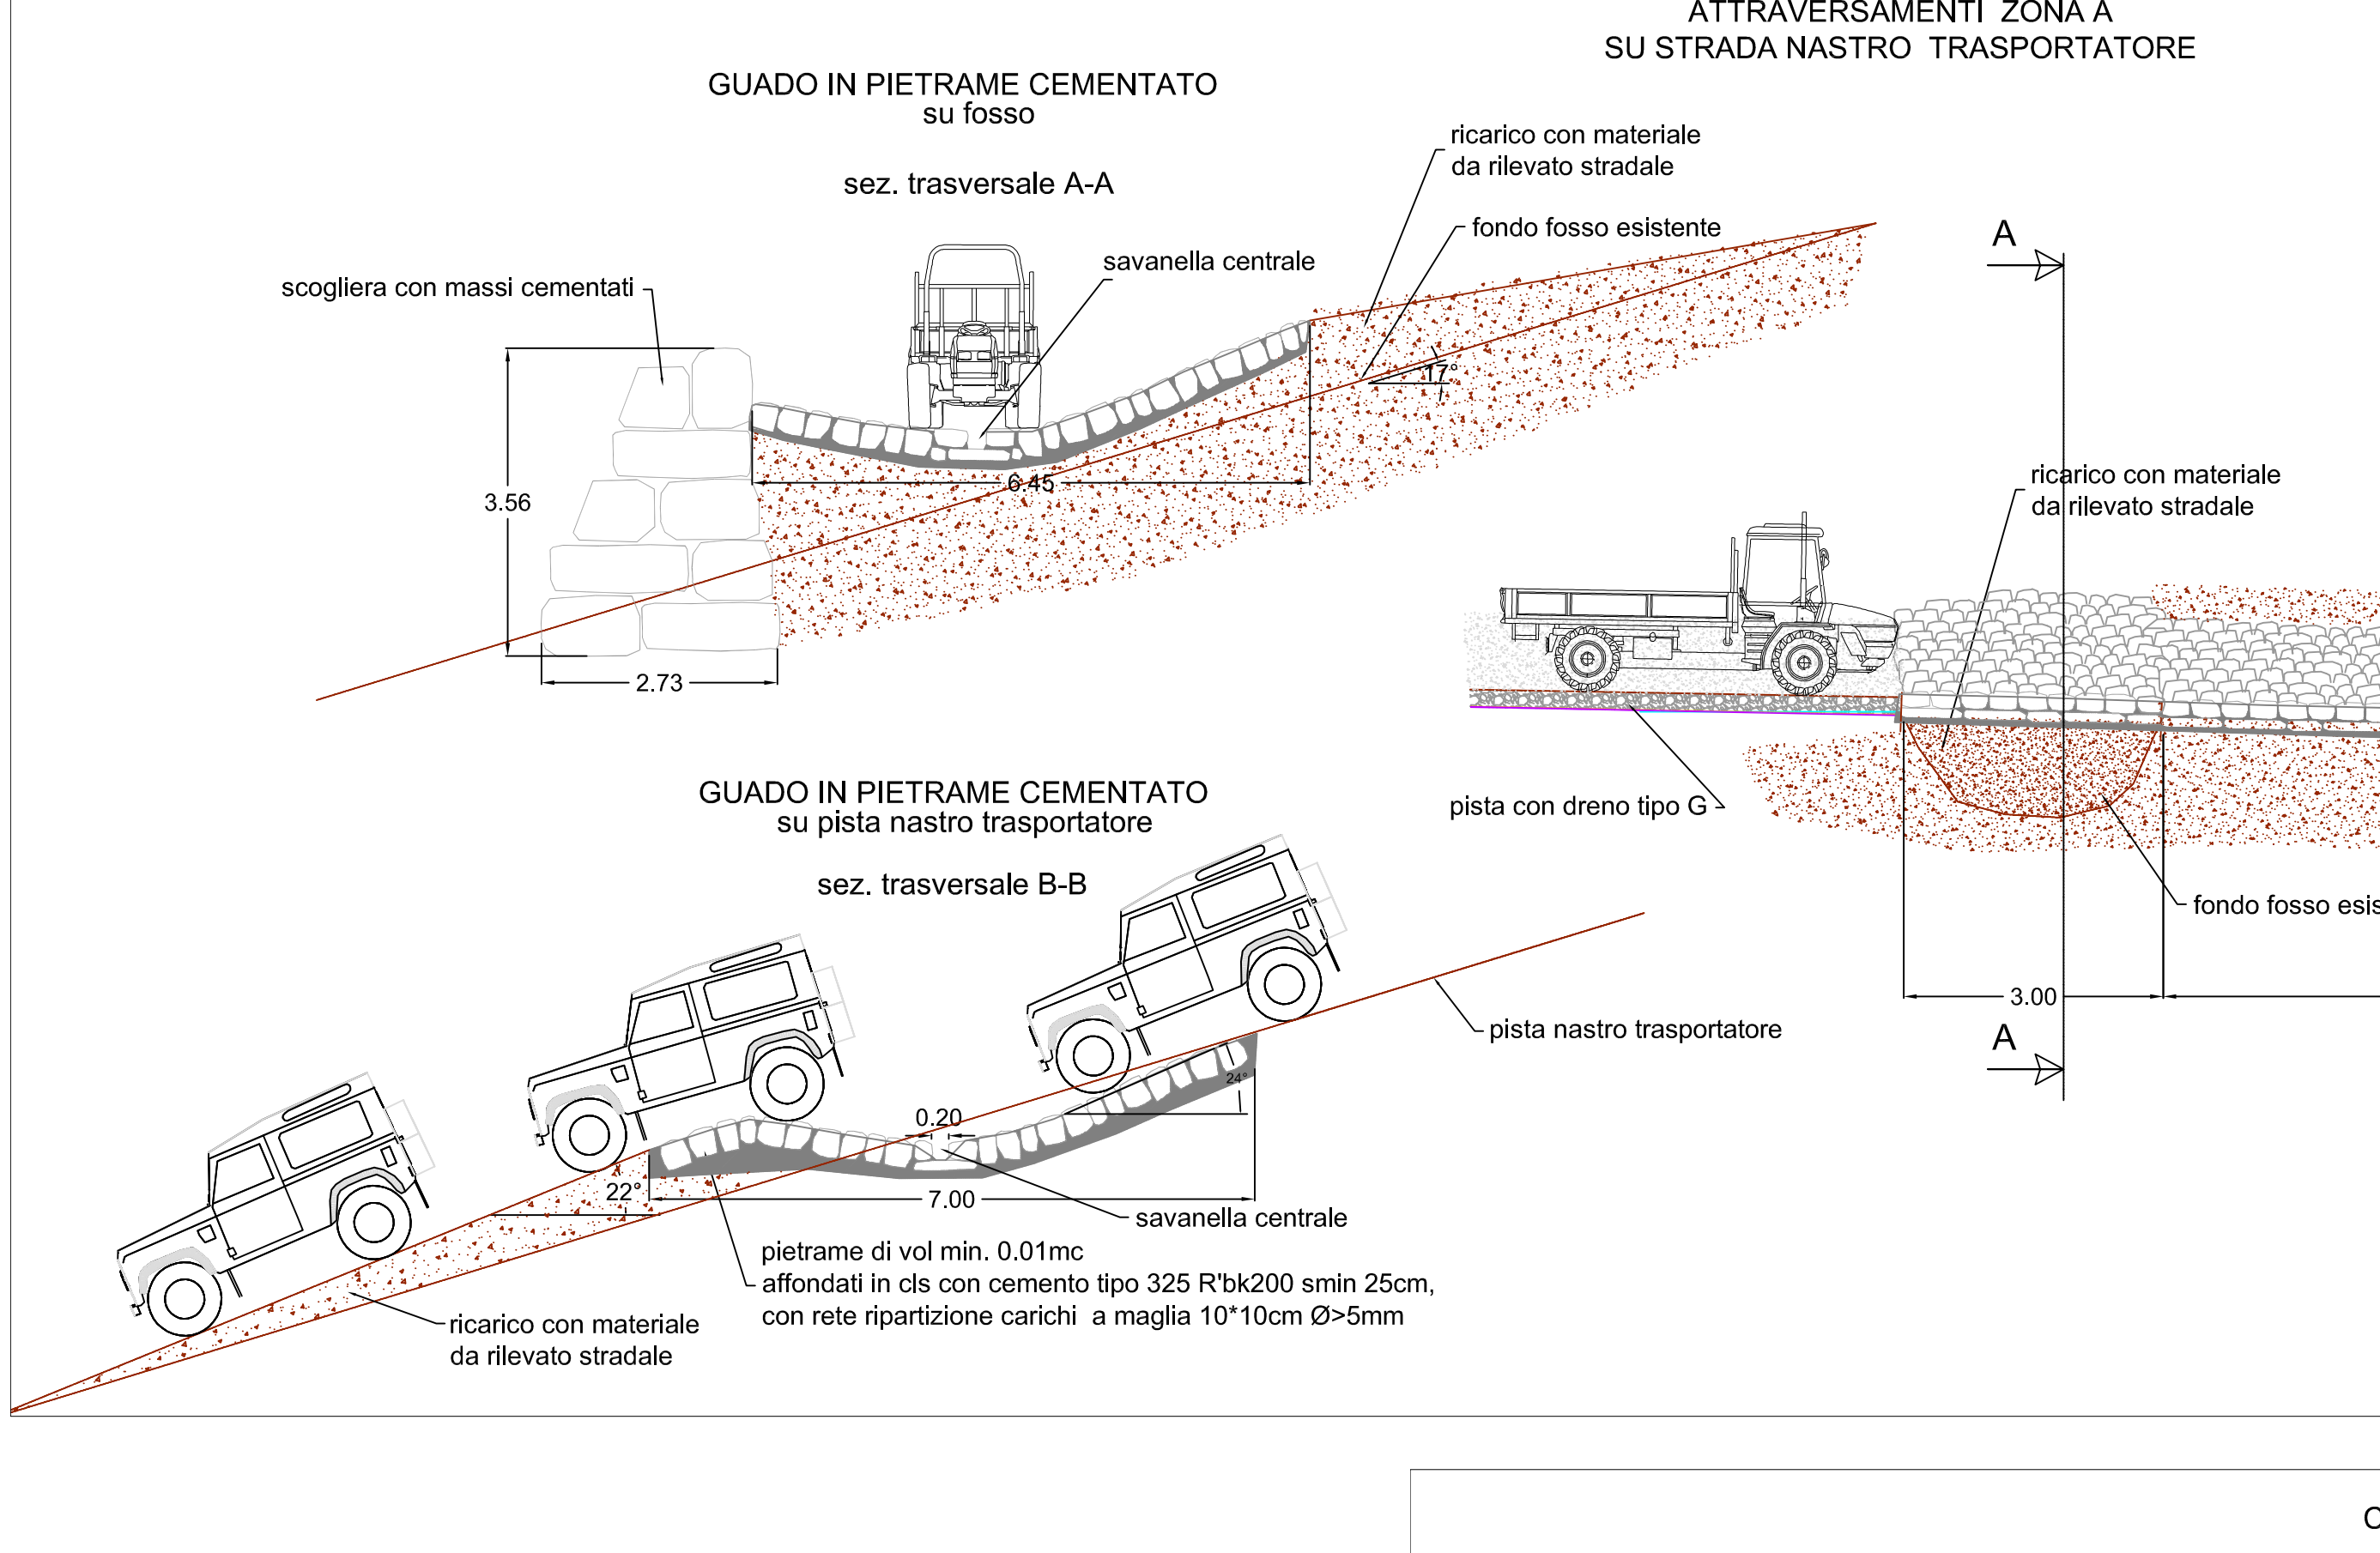 ATTRAVERSAMENTI ZONA A
SU STRADA NASTRO TRASPORTATORE
GUADO IN PIETRAME CEMENTATO
su fosso
sez. trasversale A-A
ricarico con materiale
da rilevato stradale
fondo fosso esistente
savanella centrale
scogliera con massi cementati
17°
6.45
3.56
2.73
A
ricarico con materiale
da rilevato stradale
pista con dreno tipo G
3.00
A
fondo fosso
GUADO IN PIETRAME CEMENTATO
su pista nastro trasportatore
sez. trasversale B-B
pista nastro trasportatore
24°
0.20
22°
7.00
savanella centrale
pietrame di vol min. 0.01mc
affondati in cls con cemento tipo 325 R'bk200 smin 25cm,
con rete ripartizione carichi a maglia 10*10cm Ø>5mm
ricarico con materiale
da rilevato stradale